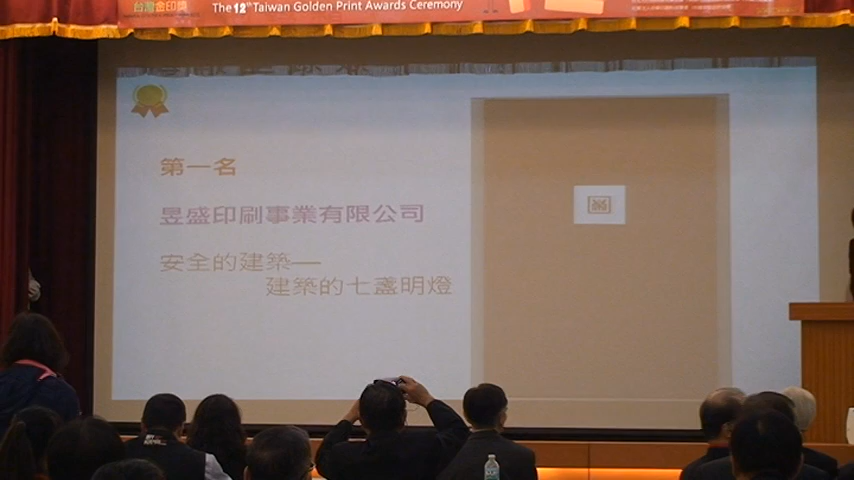 台灣金印獎
The 12th Taiwan Golden Print Awards Ceremony
第一名
昱盛印刷事業有限公司
安全的建築—
建築的七盞明燈